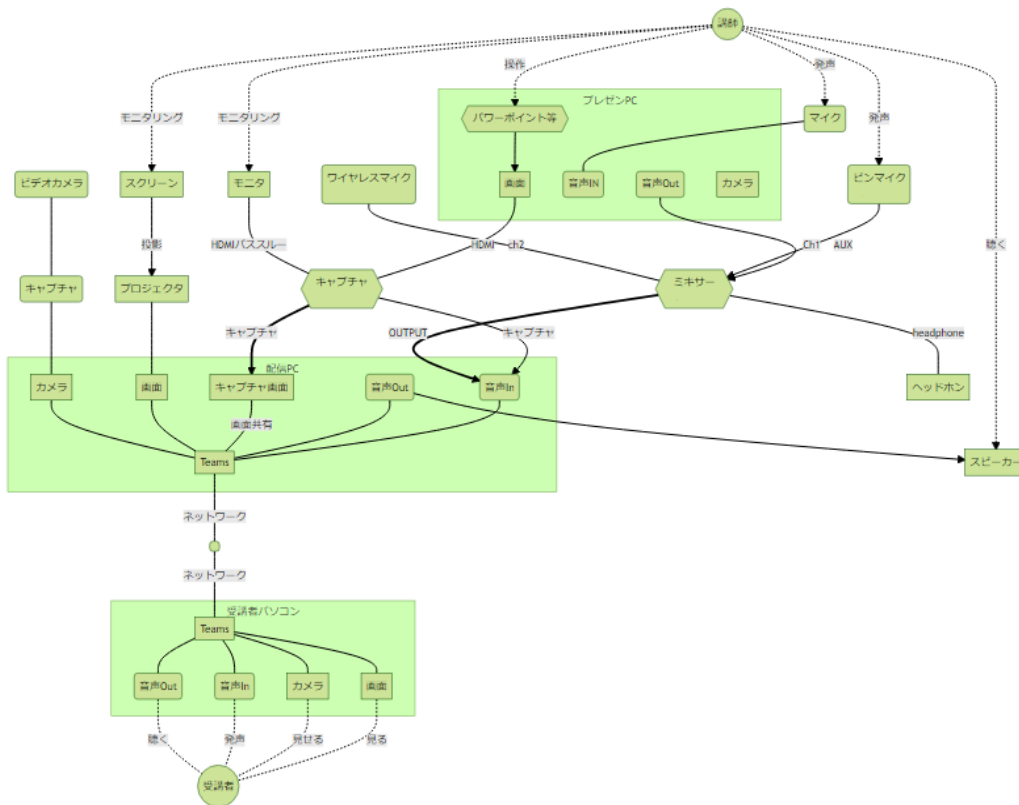 講師
操作
発声
プレゼンPC
モニタリング
モニタリング
パワーポイント等
マイク
発声
ビデオカメラ
スクリーン
モニタ
ワイヤレスマイク
画面
音声IN
音声Out
カメラ
ピンマイク
投影
HDMIパススルー
HDMI
ch2
Ch1
AUX
聴く
キャプチャ
プロジェクタ
キャプチャ
ミキサー
キャプチャ
OUTPUT
キャプチャ
headphone
配信PC
カメラ
画面
キャプチャ画面
音声Out
音声In
ヘッドホン
画面共有
Teams
スピーカー
ネットワーク
ネットワーク
受講者パソコン
Teams
音声Out
音声In
カメラ
画面
聴く
発声
見せる
見る
受講者